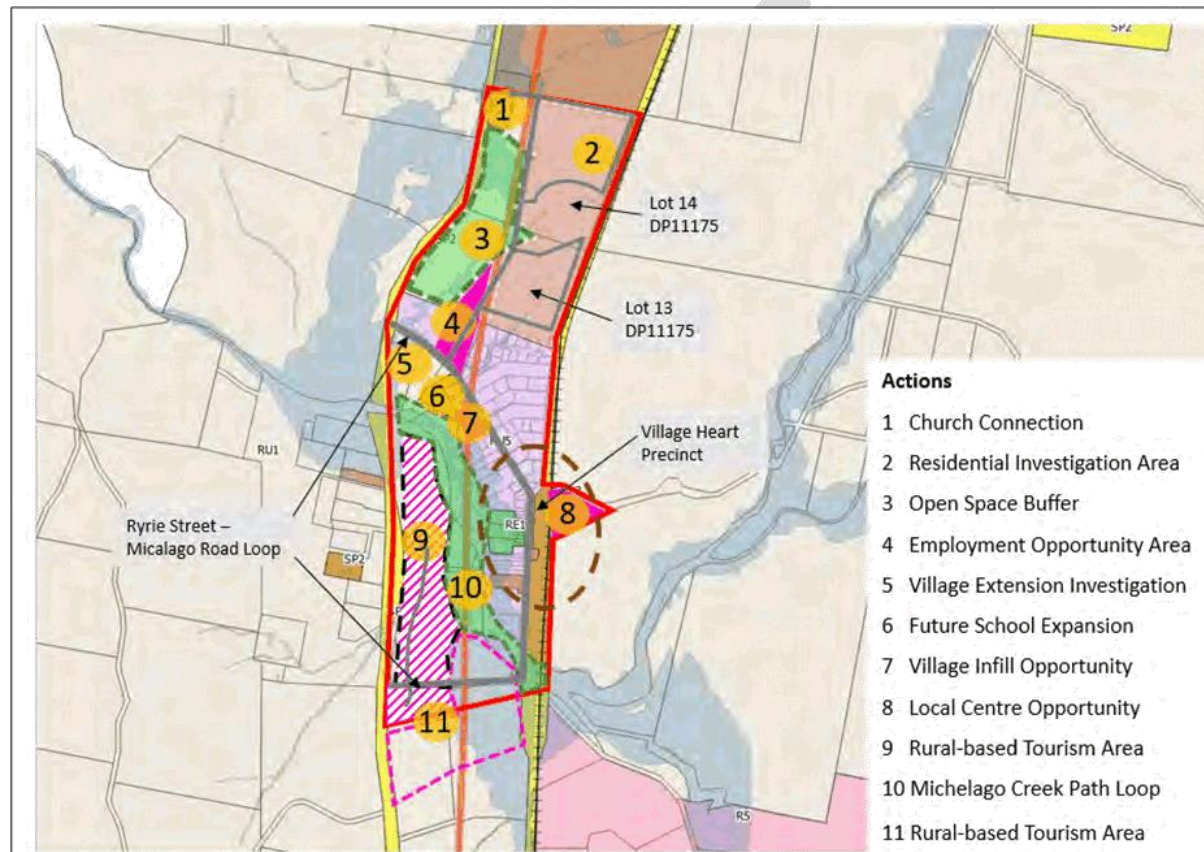 SP2
1
2
Lot 14
DP11175
3
SP2
Lot 13
DP11175
4
5
6
7
RU5
RU1
Village Heart
Precinct
8
RE1
Ryrie Street –
Micalago Road Loop
9
SP2
10
11
R5
Actions
1 Church Connection
2 Residential Investigation Area
3 Open Space Buffer
4 Employment Opportunity Area
5 Village Extension Investigation
6 Future School Expansion
7 Village Infill Opportunity
8 Local Centre Opportunity
9 Rural-based Tourism Area
10 Michelago Creek Path Loop
11 Rural-based Tourism Area